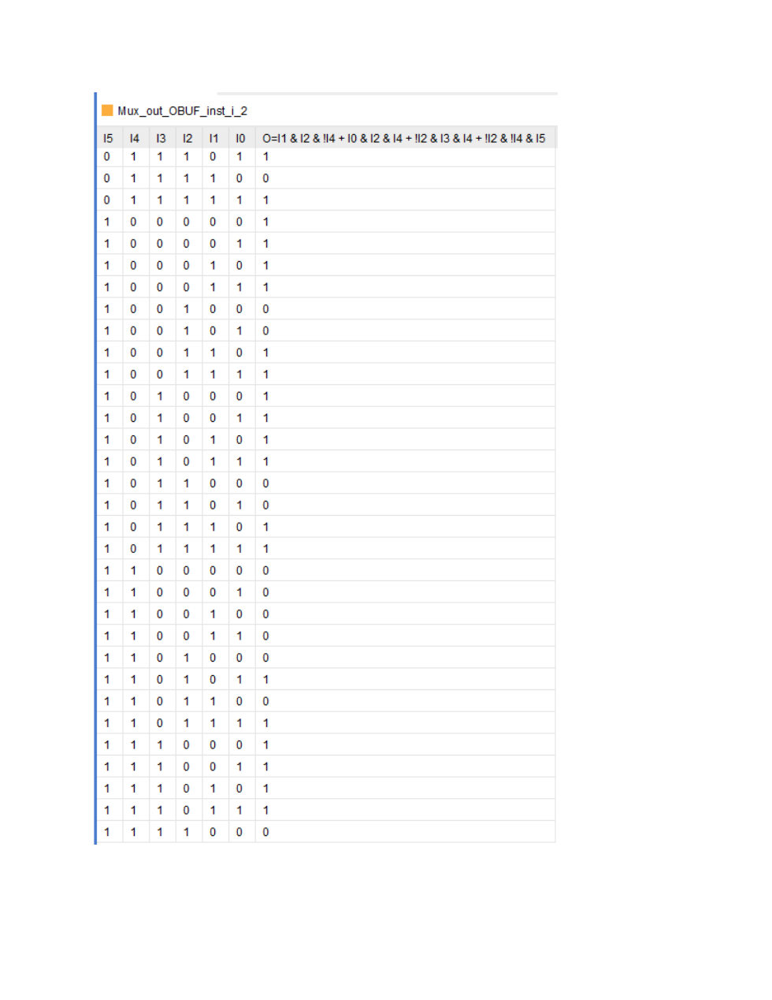 Mux_out_OBUF_inst_i_2
I5 I4 I3 I2 I1 I0 O=I1 & I2 & !I4 + I0 & I2 & I4 + !I2 & I3 & I4 + !I2 & !I4 & I5
0 1 1 1 0 1 1
0 1 1 1 1 0 0
0 1 1 1 1 1 1
1 0 0 0 0 0 1
1 0 0 0 0 1 1
1 0 0 0 1 0 1
1 0 0 0 1 1 1
1 0 0 1 0 0 0
1 0 0 1 0 1 0
1 0 0 1 1 0 1
1 0 0 1 1 1 1
1 0 1 0 0 0 1
1 0 1 0 0 1 1
1 0 1 0 1 0 1
1 0 1 0 1 1 1
1 0 1 1 0 0 0
1 0 1 1 0 1 0
1 0 1 1 1 0 1
1 0 1 1 1 1 1
1 1 0 0 0 0 0
1 1 0 0 0 1 0
1 1 0 0 1 0 0
1 1 0 0 1 1 0
1 1 0 1 0 0 0
1 1 0 1 0 1 1
1 1 0 1 1 0 0
1 1 0 1 1 1 1
1 1 1 0 0 0 1
1 1 1 0 0 1 1
1 1 1 0 1 0 1
1 1 1 0 1 1 1
1 1 1 1 0 0 0